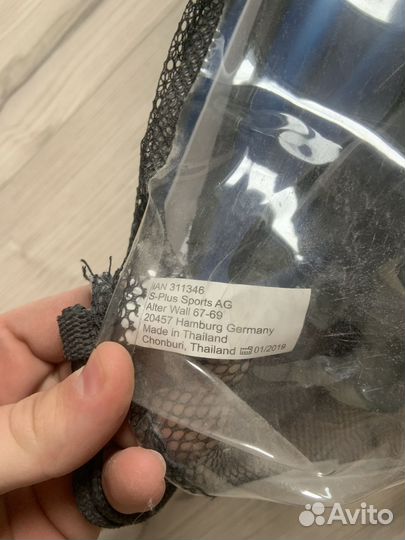 IAN 311346
S-Plus Sports AG
Alter Wall 67-69
20457 Hamburg Germany
Made in Thailand
Chonburi, Thailand 01/2019
Avito